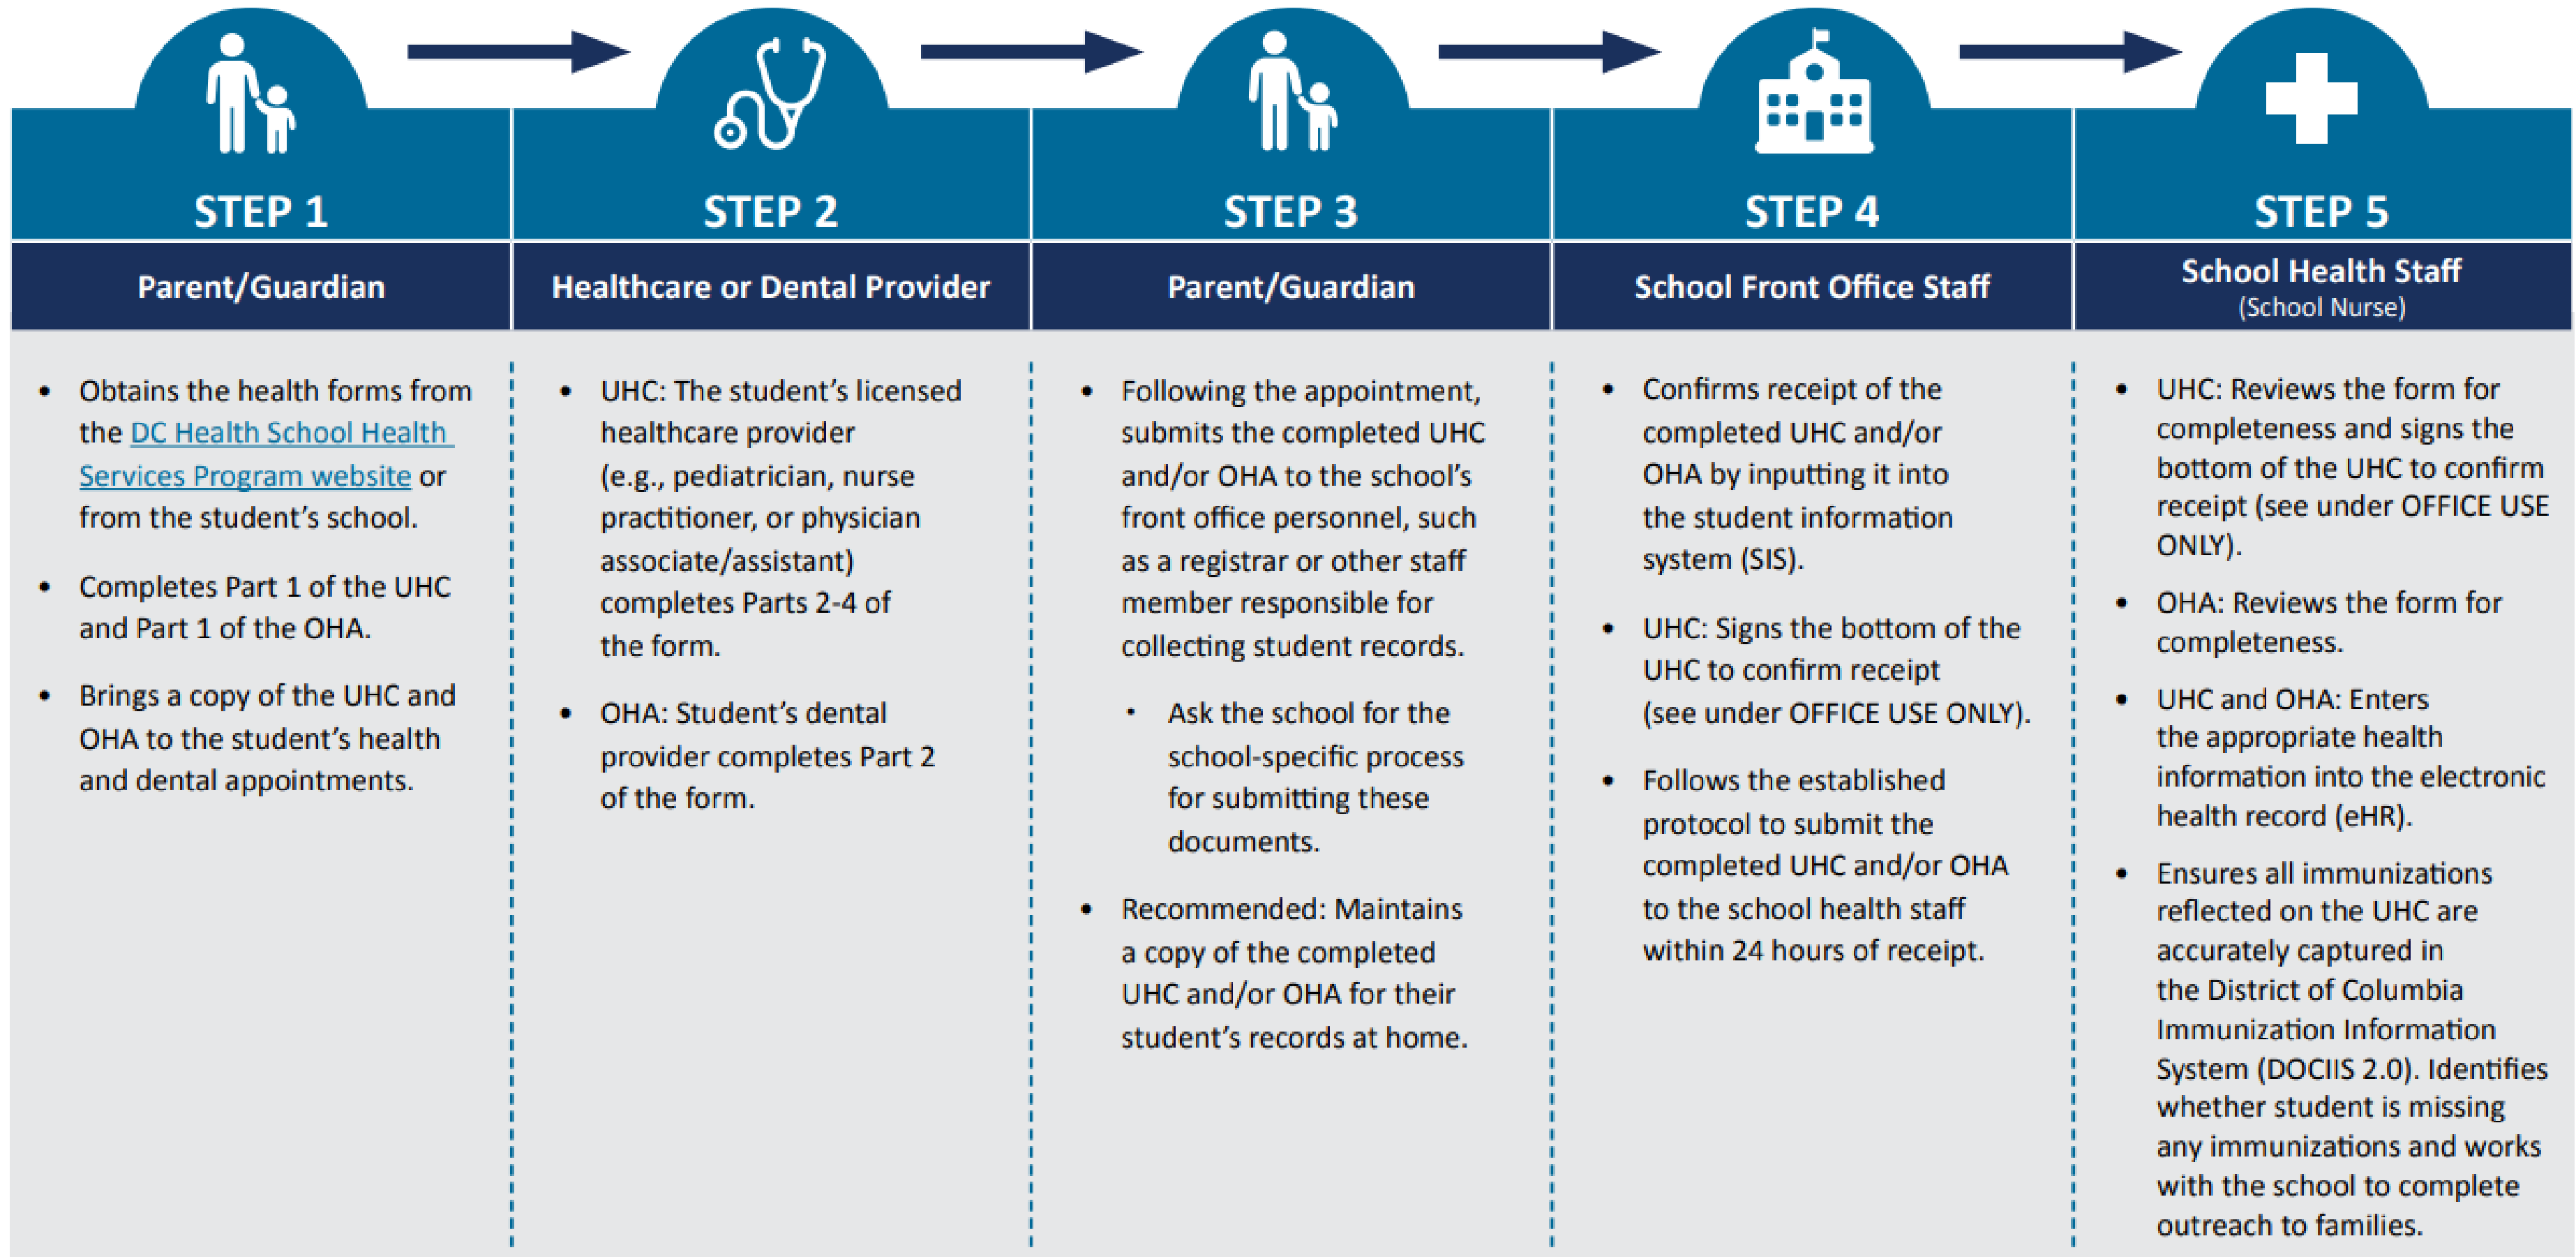 STEP 1
Parent/Guardian
• Obtains the health forms from
the DC Health School Health
Services Program website or
from the student’s school.
• Completes Part 1 of the UHC
and Part 1 of the OHA.
• Brings a copy of the UHC and
OHA to the student’s health
and dental appointments.
STEP 2
Healthcare or Dental Provider
• UHC: The student’s licensed
healthcare provider
(e.g., pediatrician, nurse
practitioner, or physician
associate/assistant)
completes Parts 2-4 of
the form.
• OHA: Student’s dental
provider completes Part 2
of the form.
STEP 3
Parent/Guardian
• Following the appointment,
submits the completed UHC
and/or OHA to the school’s
front office personnel, such
as a registrar or other staff
member responsible for
collecting student records.
• Ask the school for the
school-specific process
for submitting these
documents.
• Recommended: Maintains
a copy of the completed
UHC and/or OHA for their
student’s records at home.
STEP 4
School Front Office Staff
• Confirms receipt of the
completed UHC and/or
OHA by inputting it into
the student information
system (SIS).
• UHC: Signs the bottom of the
UHC to confirm receipt
(see under OFFICE USE ONLY).
• Follows the established
protocol to submit the
completed UHC and/or OHA
to the school health staff
within 24 hours of receipt.
STEP 5
School Health Staff
(School Nurse)
• UHC: Reviews the form for
completeness and signs the
bottom of the UHC to confirm
receipt (see under OFFICE USE
ONLY).
• OHA: Reviews the form for
completeness.
• UHC and OHA: Enters
the appropriate health
information into the electronic
health record (eHR).
• Ensures all immunizations
reflected on the UHC are
accurately captured in
the District of Columbia
Immunization Information
System (DOCIIS 2.0). Identifies
whether student is missing
any immunizations and works
with the school to complete
outreach to families.